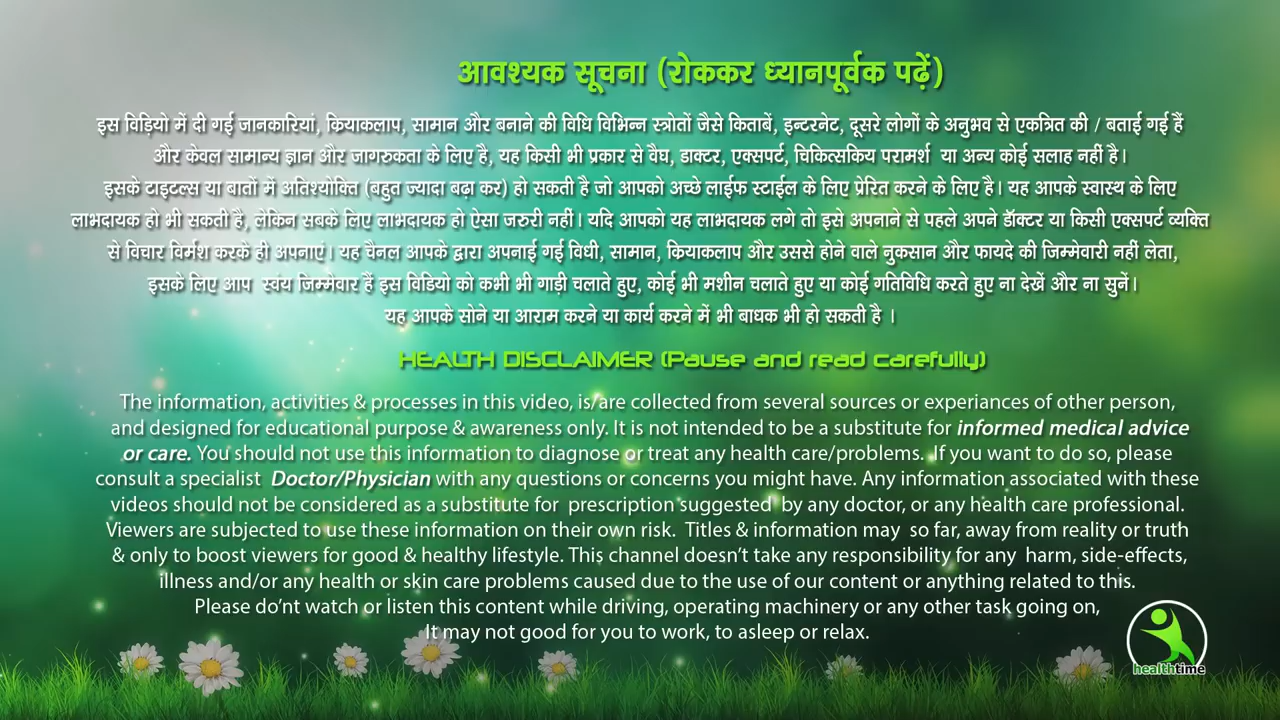 आवश्यक सूचना (रोककर ध्यानपूर्वक पढ़ें)
इस विड़ियो में दी गई जानकारियां, क्रियाकलाप, सामान और बनाने की विधि विभिन्न स्त्रोतों जैसे किताबें, इन्टरनेट, दूसरे लोगों के अनुभव से एकत्रित की / बताई गई हैं
और केवल सामान्य ज्ञान और जागरुकता के लिए है, यह किसी भी प्रकार से वैद्य, डाक्टर, एक्सपर्ट, चिकित्सकिय परामर्श या अन्य कोई सलाह नहीं है।
इसके टाइटल्स या बातों में अतिश्योक्ति (बहुत ज्यादा बढ़ा कर) हो सकती है जो आपको अच्छे लाईफ स्टाईल के लिए प्रेरित करने के लिए है। यह आपके स्वास्थ के लिए
लाभदायक हो भी सकती है, लेकिन सबके लिए लाभदायक हो ऐसा जरुरी नहीं। यदि आपको यह लाभदायक लगे तो इसे अपनाने से पहले अपने डॉक्टर या किसी एक्सपर्ट व्यक्ति
से विचार विर्मश करके ही अपनाएं। यह चैनल आपके द्वारा अपनाई गई विधी, सामान, क्रियाकलाप और उससे होने वाले नुकसान और फायदे की जिम्मेवारी नहीं लेता,
इसके लिए आप स्वंय जिम्मेवार हैं इस विडियो को कभी भी गाड़ी चलाते हुए, कोई भी मशीन चलाते हुए या कोई गतिविधि करते हुए ना देखें और ना सुनें।
यह आपके सोने या आराम करने या कार्य करने में भी बाधक भी हो सकती है ।
HEALTH DISCLAIMER (Pause and read carefully)
The information, activities & processes in this video, is/are collected from several sources or experiances of other person,
and designed for educational purpose & awareness only. It is not intended to be a substitute for informed medical advice
or care. You should not use this information to diagnose or treat any health care/problems. If you want to do so, please
consult a specialist Doctor/Physician with any questions or concerns you might have. Any information associated with these
videos should not be considered as a substitute for prescription suggested by any doctor, or any health care professional.
Viewers are subjected to use these information on their own risk. Titles & information may so far, away from reality or truth
& only to boost viewers for good & healthy lifestyle. This channel doesn't take any responsibility for any harm, side-effects,
illness and/or any health or skin care problems caused due to the use of our content or anything related to this.
Please do'nt watch or listen this content while driving, operating machinery or any other task going on,
It may not good for you to work, to asleep or relax.
healthtime